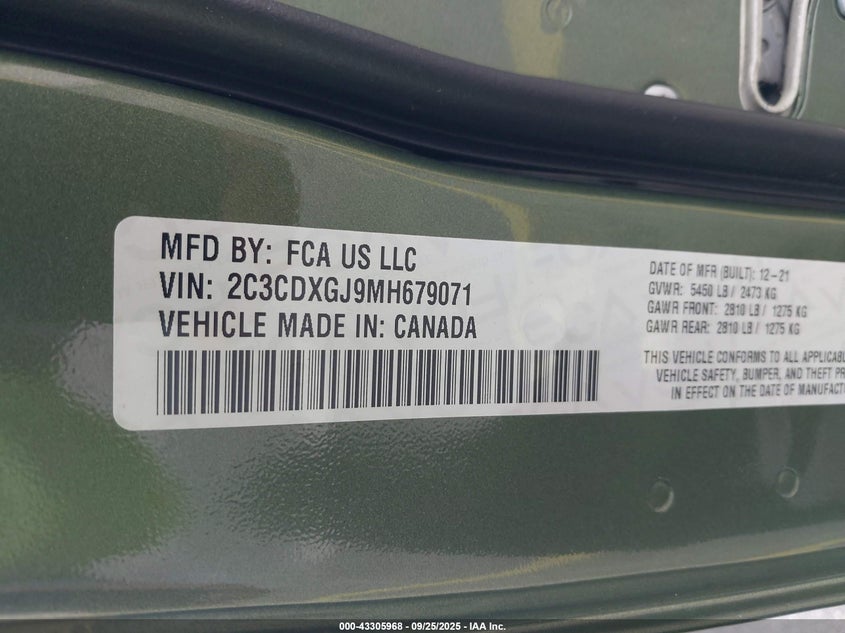 MFD BY: FCA US LLC
VIN: 2C3CDXGJ9MH679071
VEHICLE MADE IN: CANADA
DATE OF MFR (BUILT): 12-21
GVWR: 5450 LB / 2473 KG
GAWR FRONT: 2810 LB / 1275 KG
GAWR REAR: 2810 LB / 1275 KG
THIS VEHICLE CONFORMS TO ALL
VEHICLE SAFETY, BUMPER, AND THEFT
IN EFFECT ON THE DATE OF
000-43305968 - 09/25/2025 - IAA Inc.